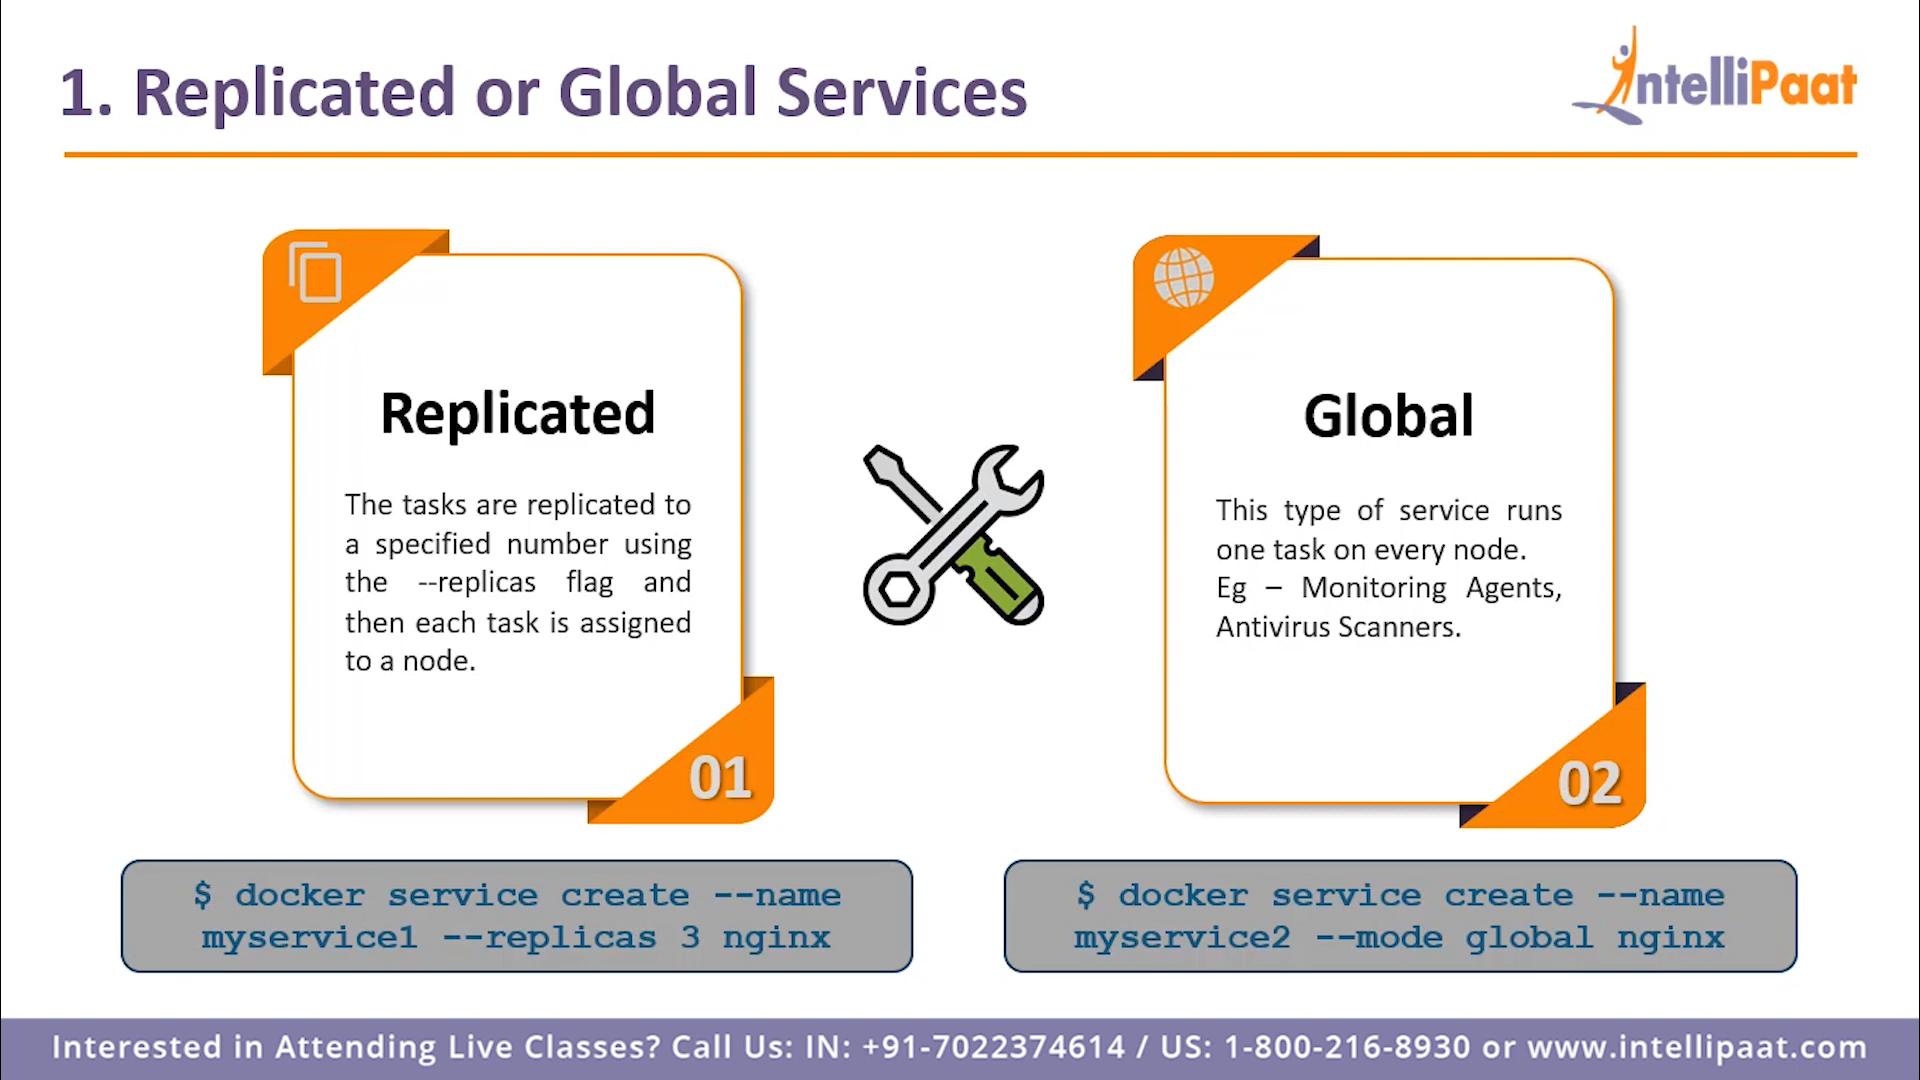 1. Replicated or Global Services
IntelliPaat
Replicated
The tasks are replicated to
a specified number using
the --replicas flag and
then each task is assigned
to a node.
01
Global
This type of service runs
one task on every node.
Eg – Monitoring Agents,
Antivirus Scanners.
02
$ docker service create --name
myservice1 --replicas 3 nginx
$ docker service create --name
myservice2 --mode global nginx
Interested in Attending Live Classes? Call Us: IN: +91-7022374614 / US: 1-800-216-8930 or www.intellipaat.com